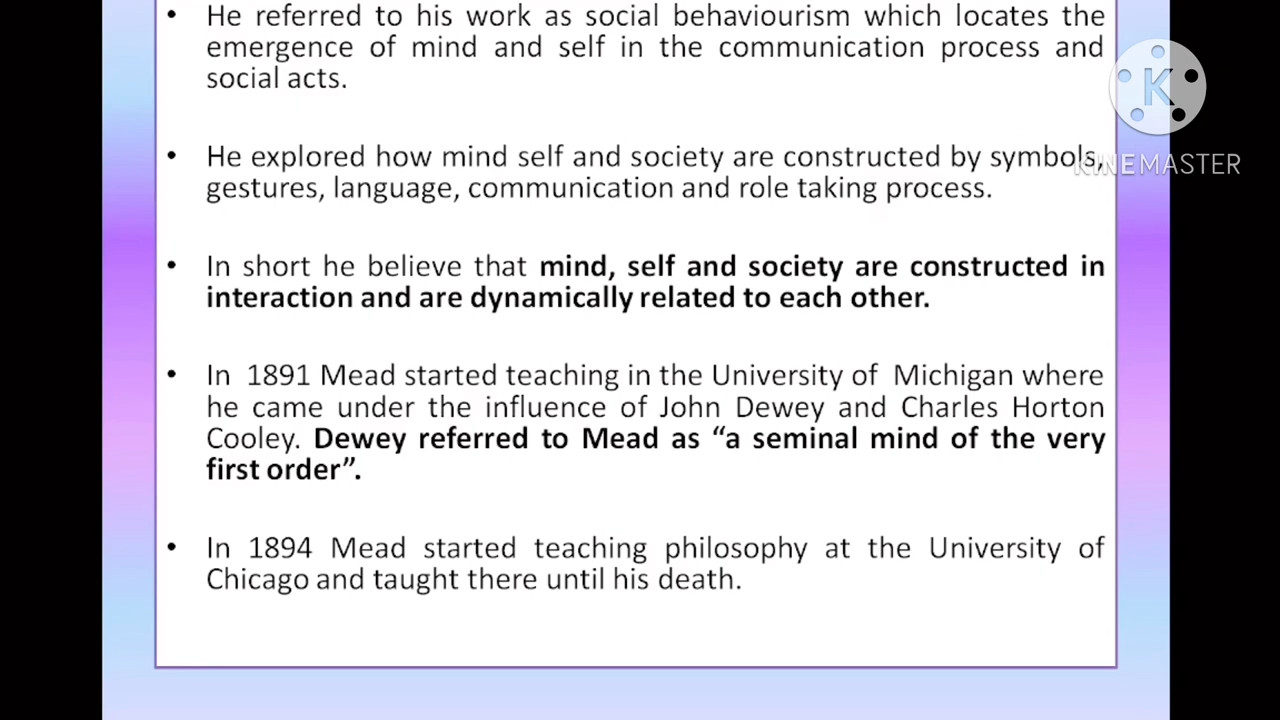 • He referred to his work as social behaviourism which locates the
emergence of mind and self in the communication process and
social acts.
• He explored how mind self and society are constructed by symbols,
gestures, language, communication and role taking process.
• In short he believe that mind, self and society are constructed in
interaction and are dynamically related to each other.
• In 1891 Mead started teaching in the University of Michigan where
he came under the influence of John Dewey and Charles Horton
Cooley. Dewey referred to Mead as “a seminal mind of the very
first order”.
• In 1894 Mead started teaching philosophy at the University of
Chicago and taught there until his death.
K
KINEMASTER